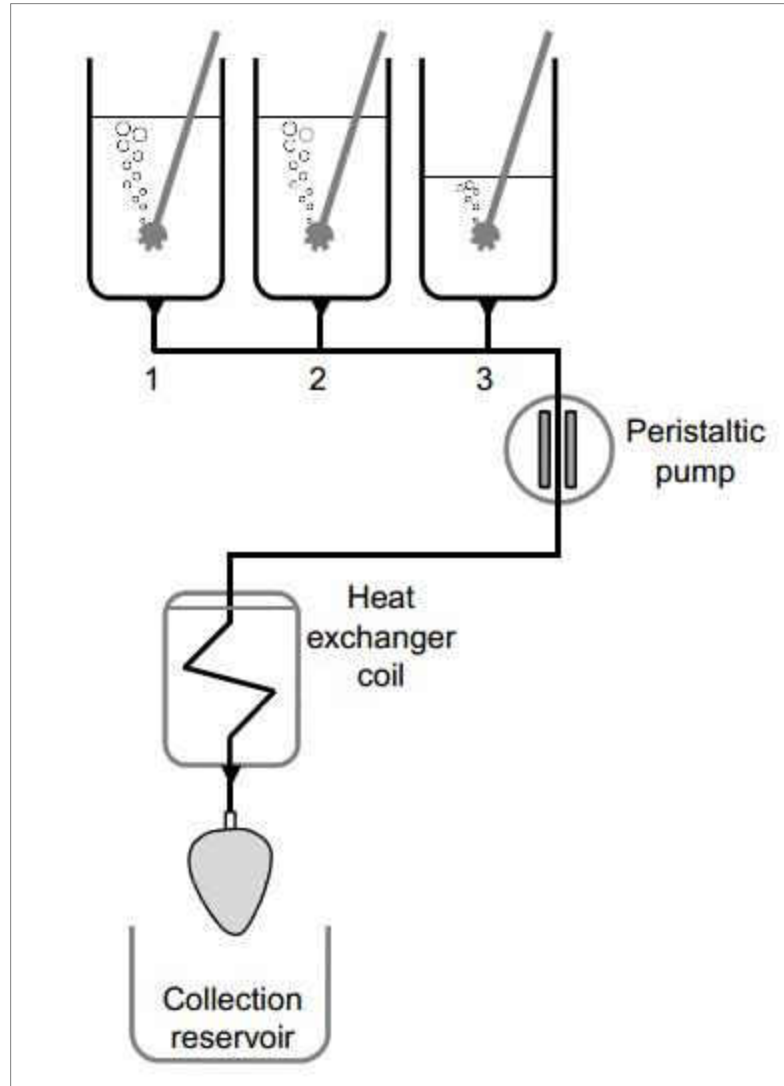 1
2
3
Peristaltic
pump
Heat
exchanger
coil
Collection
reservoir